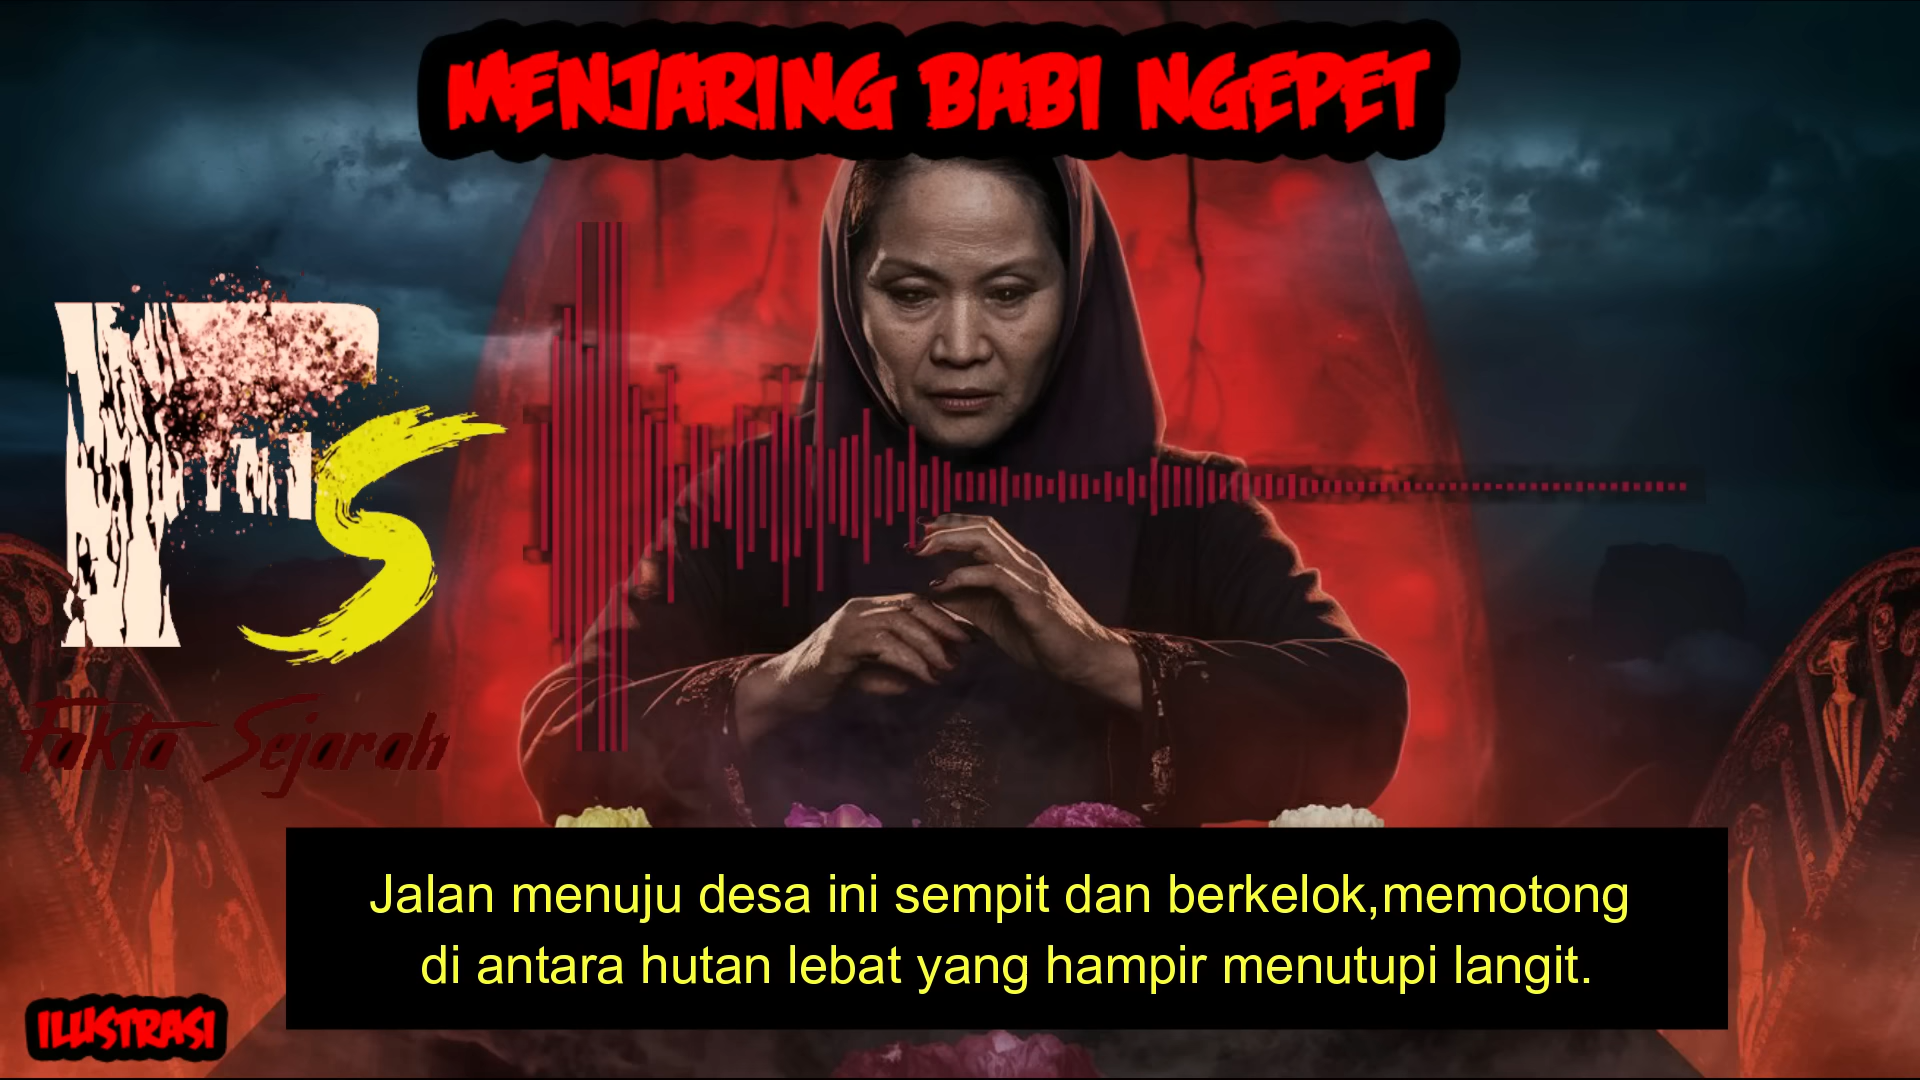 MENJARING BABI NGEPET
FS
Fakta Sejarah
Jalan menuju desa ini sempit dan berkelok,memotong
di antara hutan lebat yang hampir menutupi langit.
ILUSTRASI